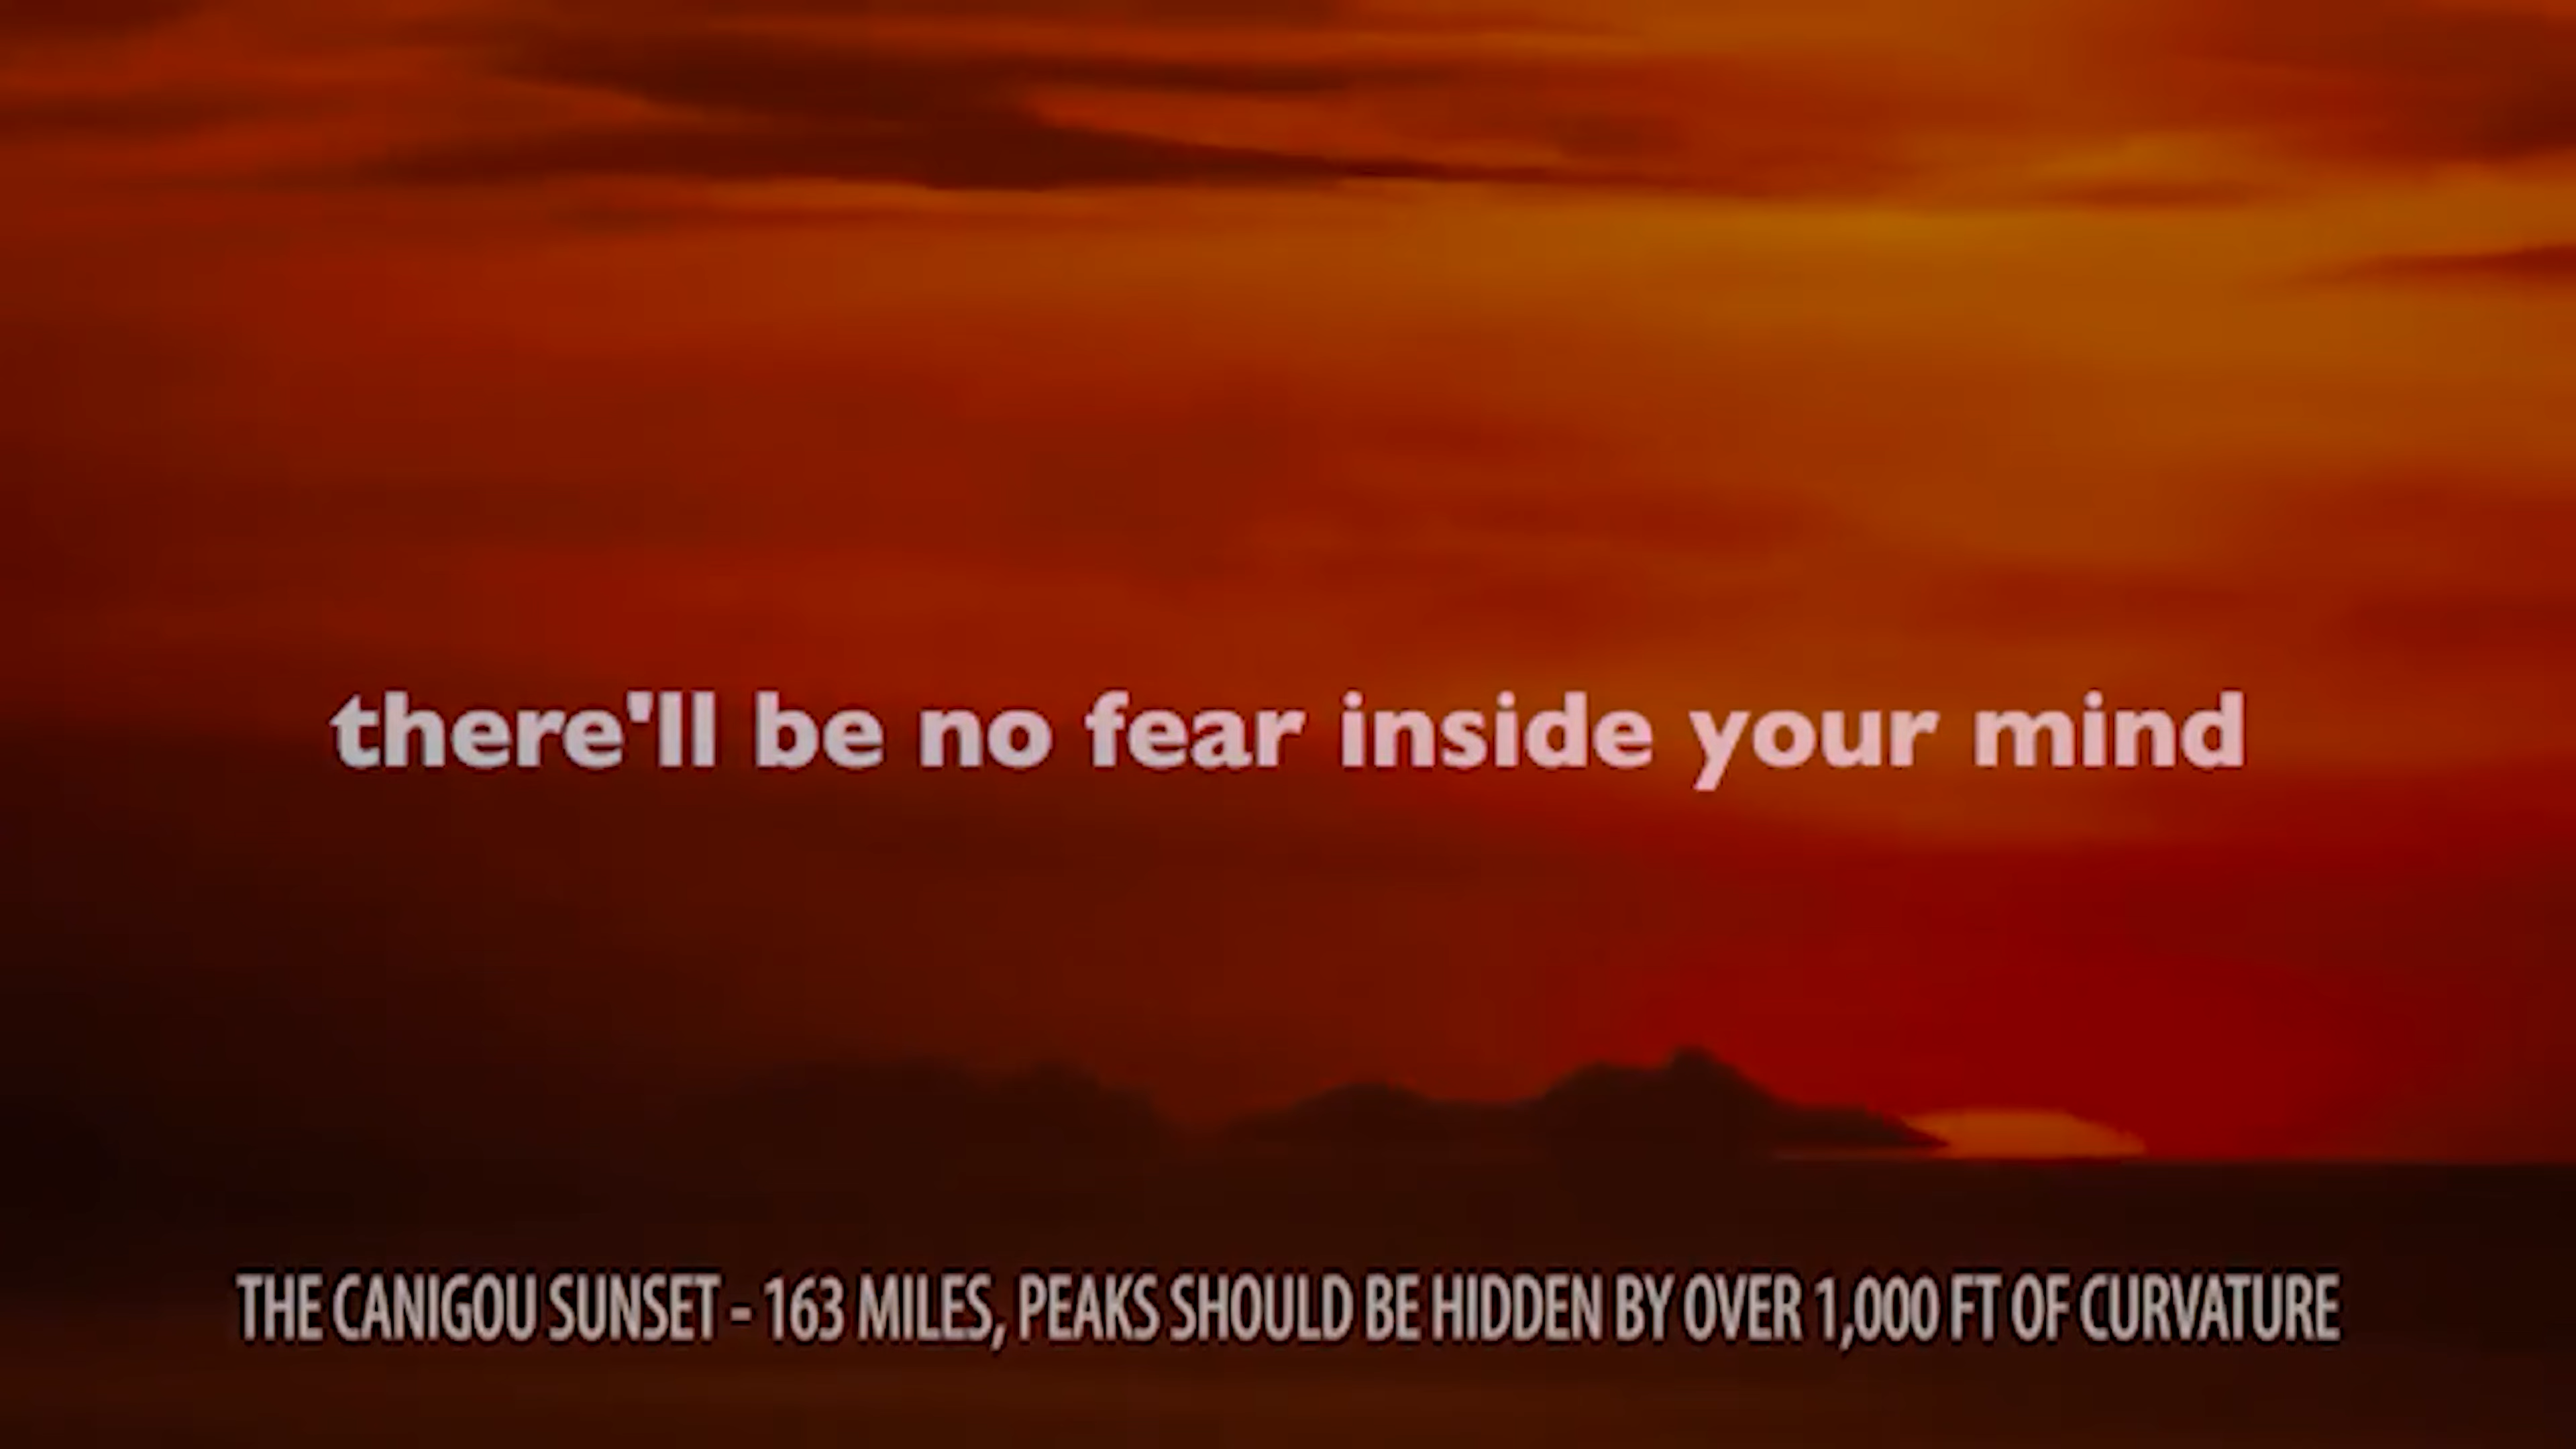 there'll be no fear inside your mind
THE CANIGOU SUNSET - 163 MILES, PEAKS SHOULD BE HIDDEN BY OVER 1,000 FT OF CURVATURE